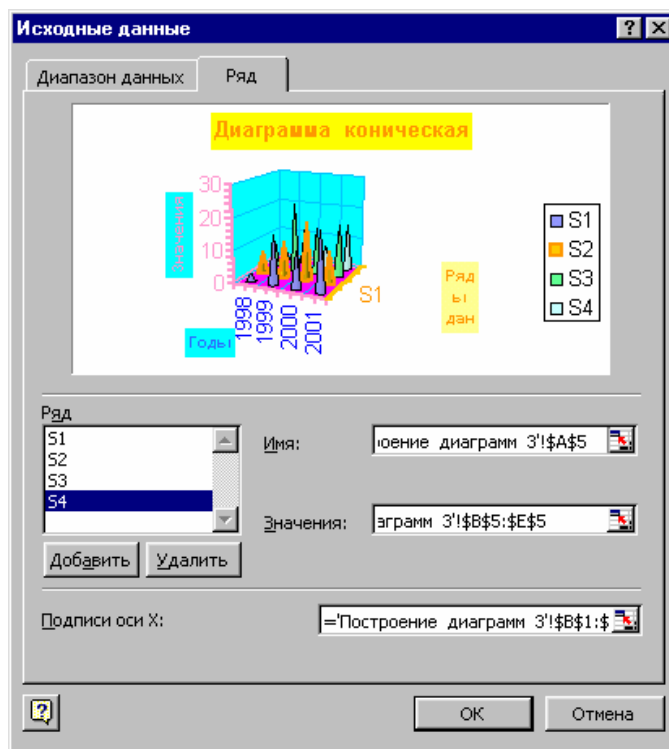 Исходные данные
Диапазон данных
Ряд
Диаграмма коническая
Значения
30
20
10
0
1998
1999
2000
2001
Годы
S1
Ряд
ы
дан
S1
S2
S3
S4
Ряд
S1
S2
S3
S4
Добавить
Удалить
Имя:
оение диаграмм 3'!$A$5
Значения:
аграмм 3'!$B$5:$E$5
Подписи оси X:
='Построение диаграмм 3'!$B$1:$
?
OK
Отмена